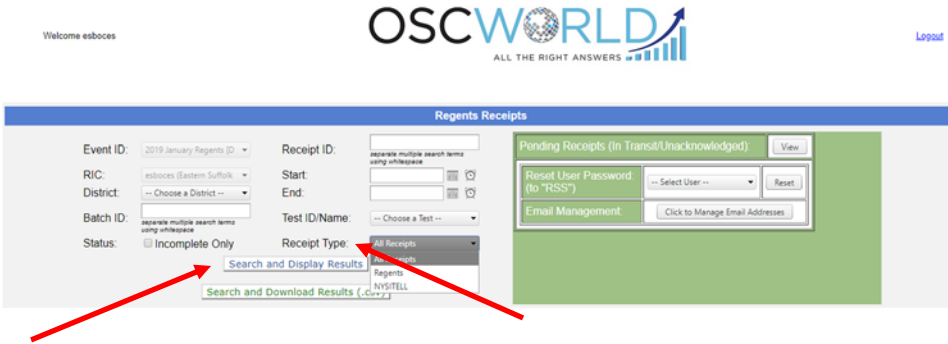 Welcome esboces
OSCWORLD
ALL THE RIGHT ANSWERS
Logout
Regents Receipts
Event ID: 2019 January Regents [D
Receipt ID:
separate multiple search terms
using whitespace
RIC: esboces (Eastern Suffolk
Start:
District: -- Choose a District --
End:
Batch ID:
separate multiple search terms
using whitespace
Test ID/Name: -- Choose a Test --
Status: Incomplete Only
Receipt Type: All Receipts
All Receipts
Regents
NYSITELL
Search and Display Results
Search and Download Results (.csv)
Pending Receipts (In Transit/Unacknowledged): View
Reset User Password:
(to "RSS")
-- Select User -- Reset
Email Management: Click to Manage Email Addresses